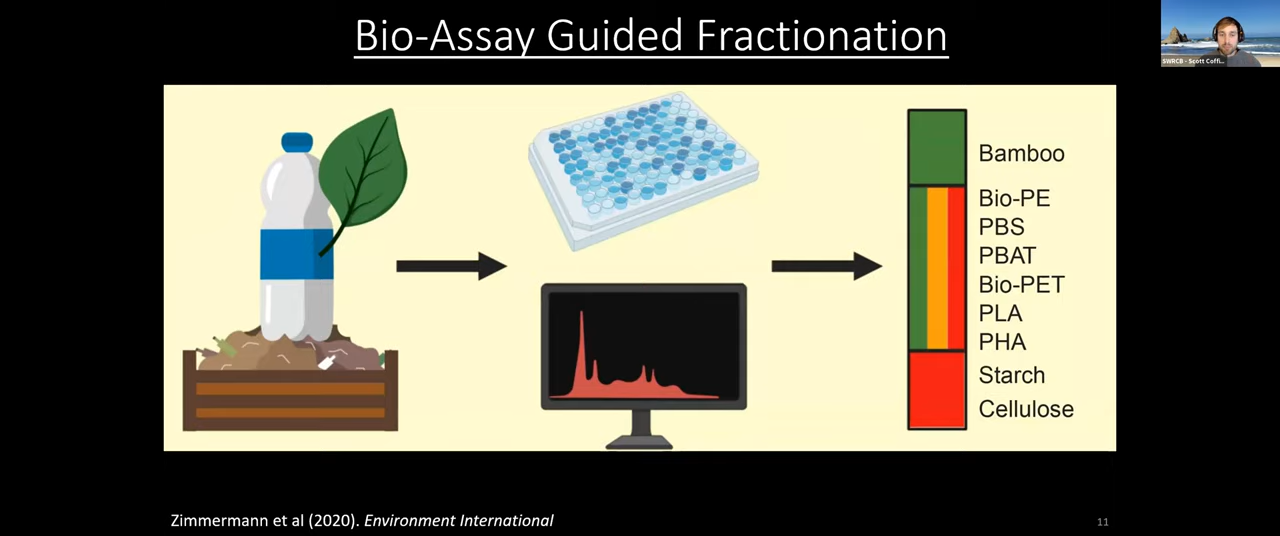 Bio-Assay Guided Fractionation
SWRCB - Scott Coffi...
Bamboo
Bio-PE
PBS
PBAT
Bio-PET
PLA
PHA
Starch
Cellulose
Zimmermann et al (2020). Environment International
11